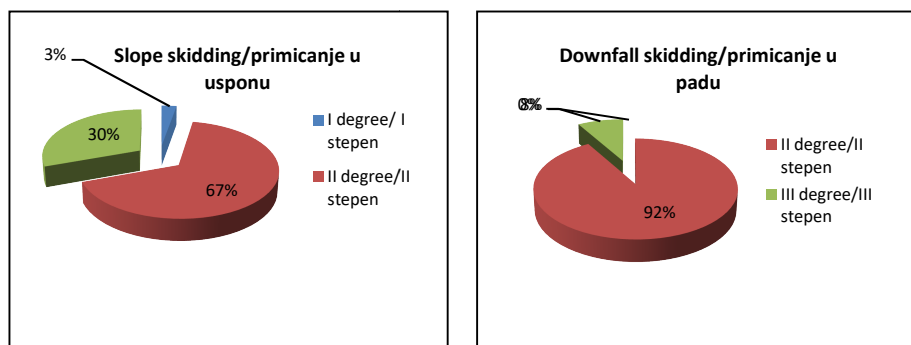 Slope skidding/primicanje u
usponu
3%
30%
67%
I degree/ I
stepen
II degree/II
stepen
Downfall skidding/primicanje u
padu
92%
II degree/II
stepen
III degree/III
stepen